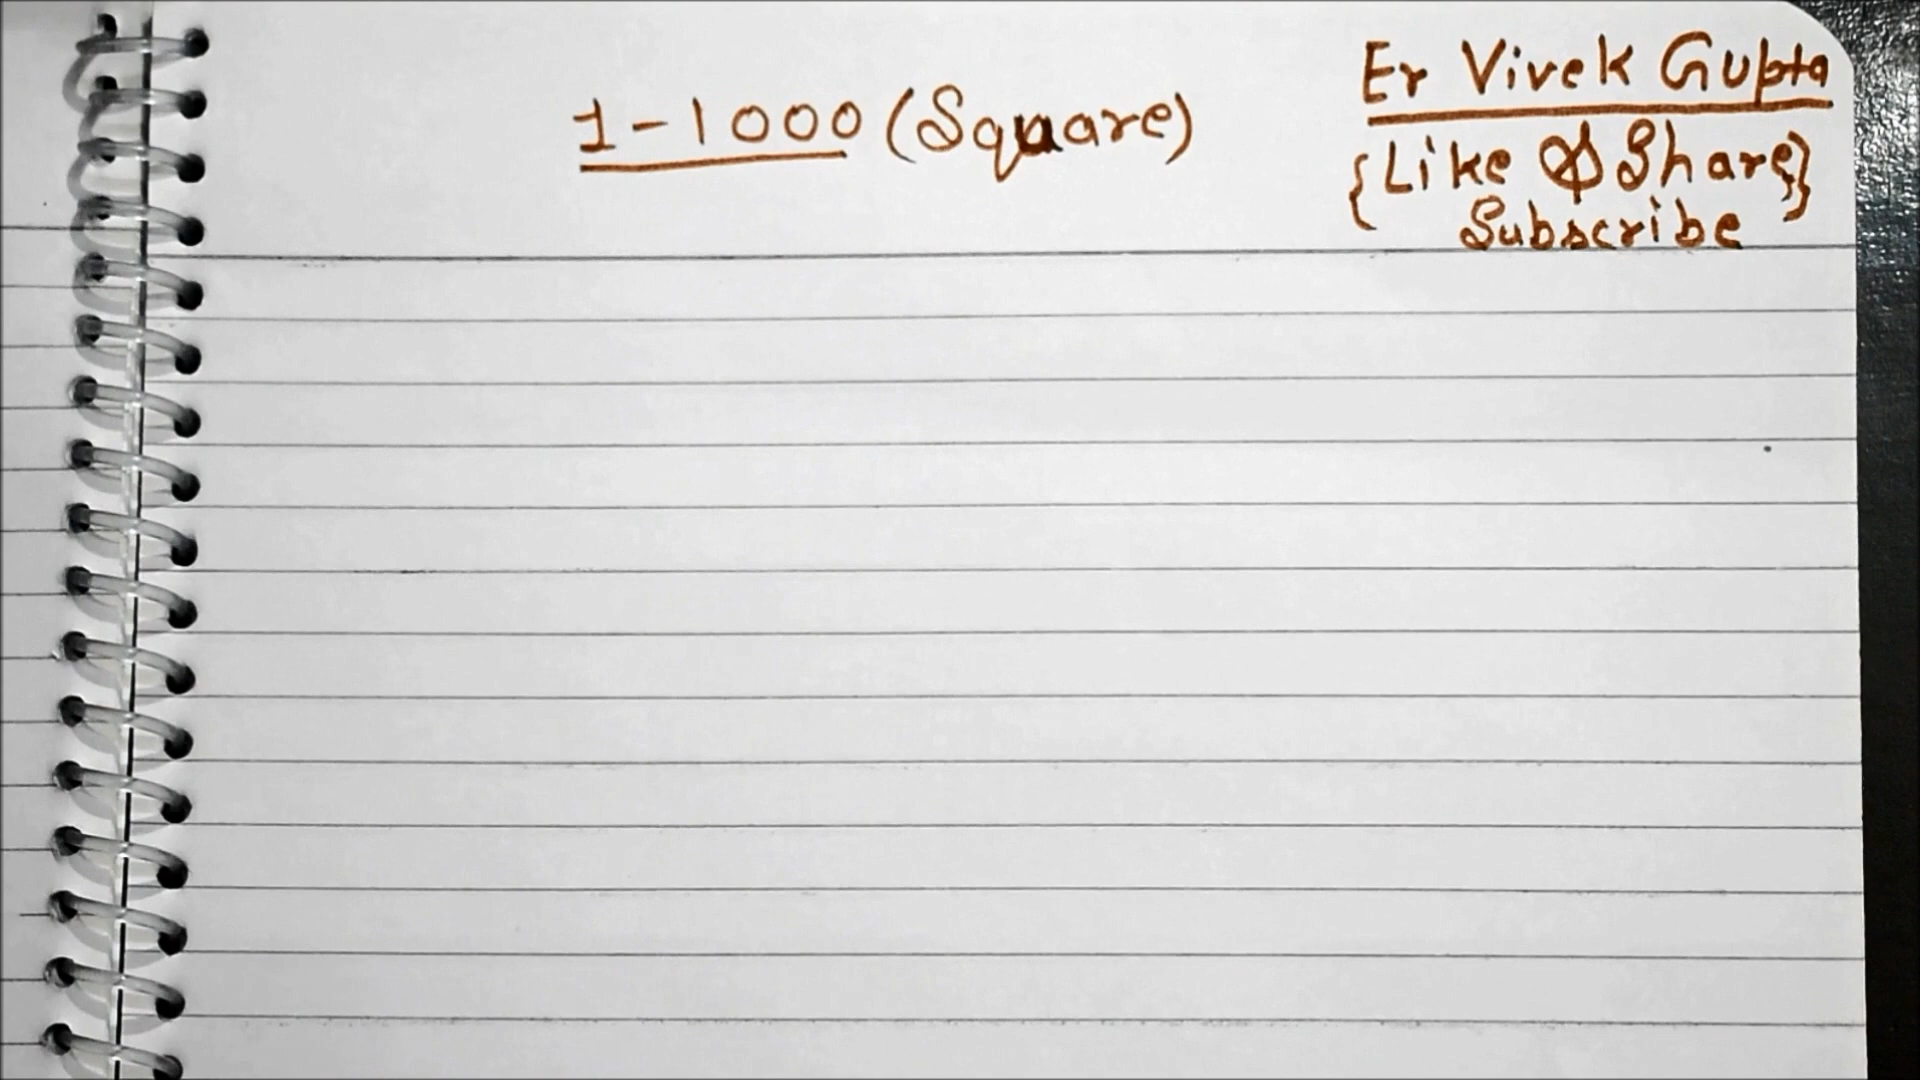 1-1000 (Square)
Er Vivek Gupta
{Like & Share}
Subscribe